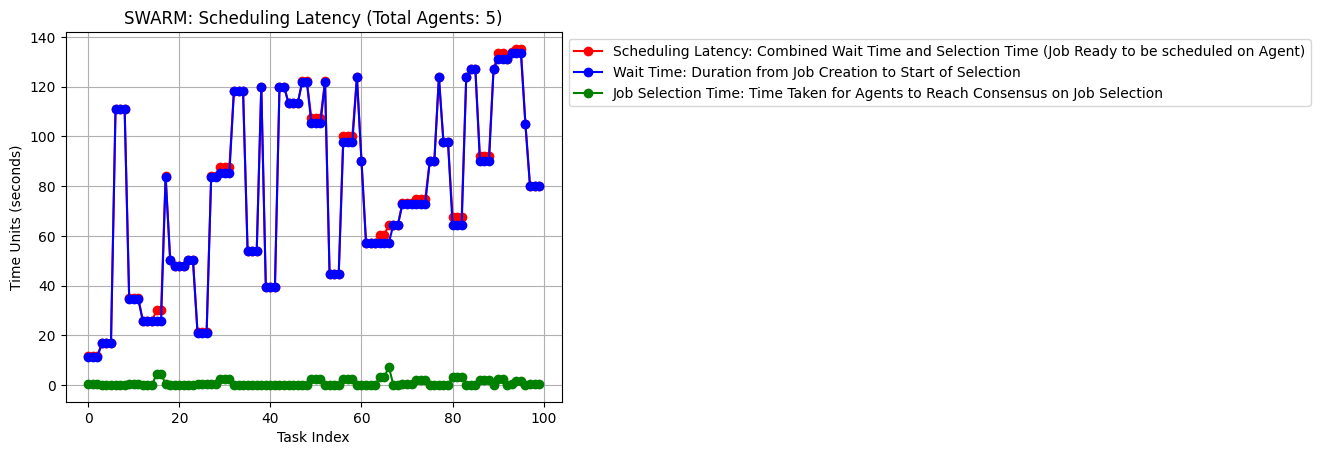 SWARM: Scheduling Latency (Total Agents: 5)
Scheduling Latency: Combined Wait Time and Selection Time (Job Ready to be scheduled on Agent)
Wait Time: Duration from Job Creation to Start of Selection
Job Selection Time: Time Taken for Agents to Reach Consensus on Job Selection
Time Units (seconds)
140
120
100
80
60
40
20
0
0 20 40 60 80 100
Task Index